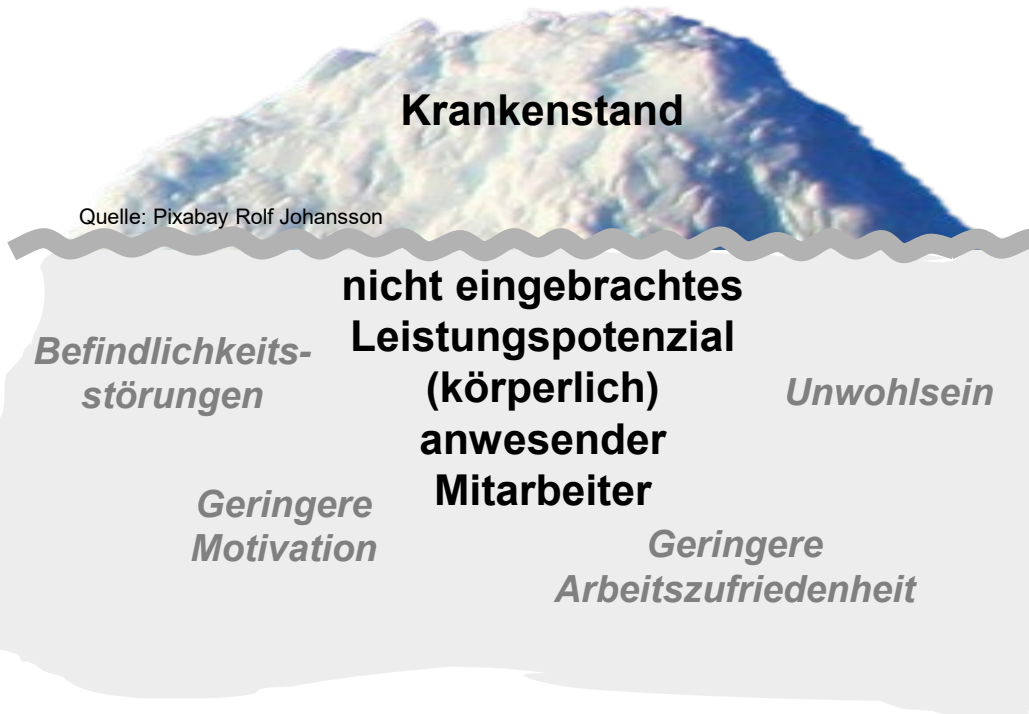 Krankenstand
Quelle: Pixabay Rolf Johansson
nicht eingebrachtes
Leistungspotenzial
(körperlich)
anwesender
Mitarbeiter
Befindlichkeits-
störungen
Unwohlsein
Geringere
Motivation
Geringere
Arbeitszufriedenheit